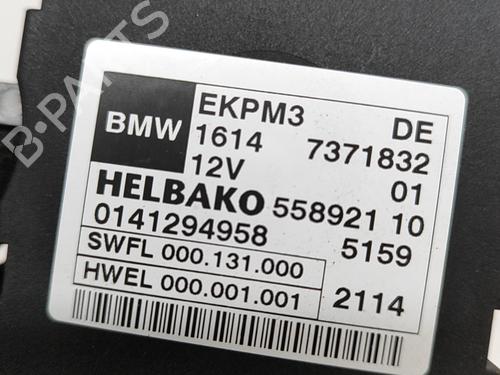 BMW
EKPM3 DE
1614 7371832
12V 01
HELBAKO 558921 10
0141294958 5159
SWFL 000.131.000
HWEL 000.001.001 2114
B-PARTS